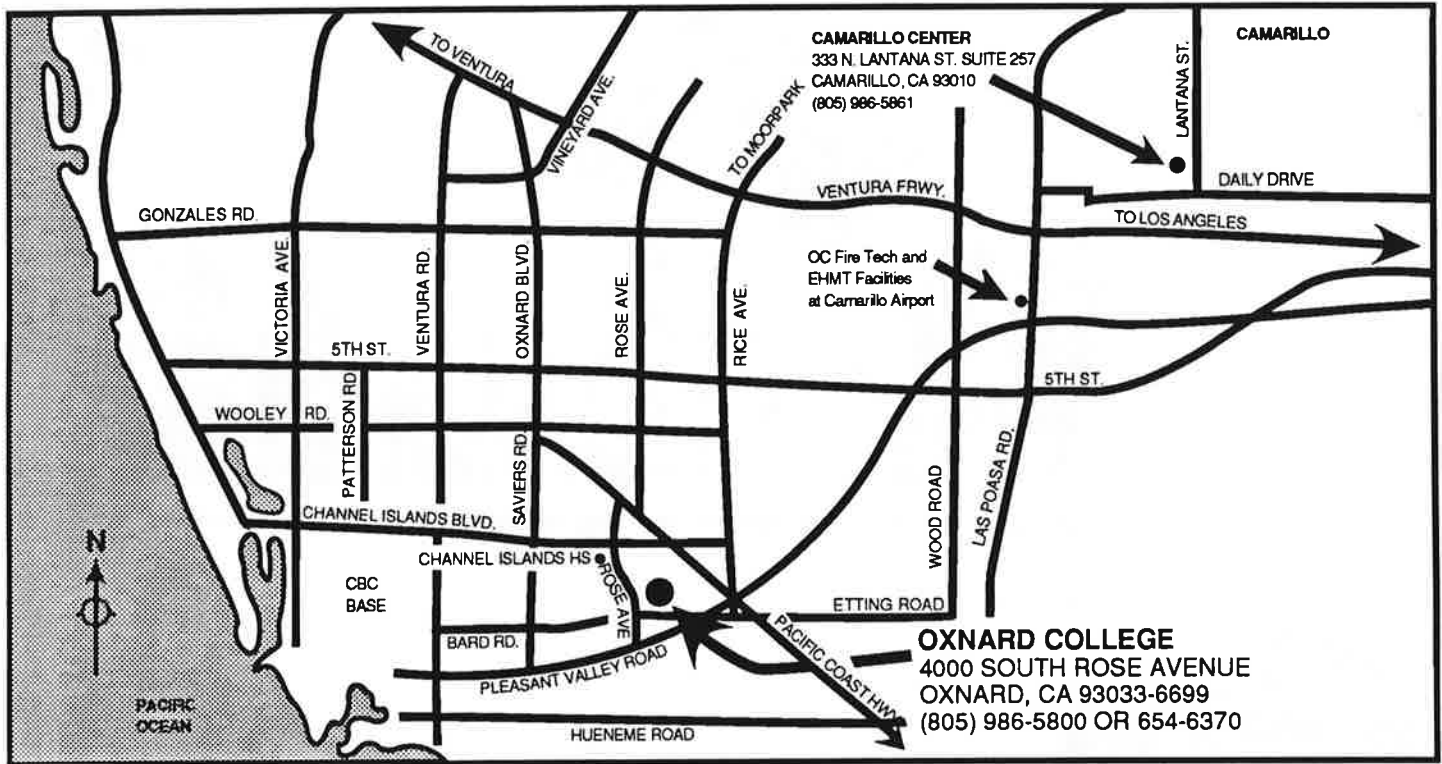 TO VENTURA
VINEYARD AVE.
TO MOORPARK
CAMARILLO CENTER
333 N. LANTANA ST. SUITE 257
CAMARILLO, CA 93010
(805) 986-5861
CAMARILLO
LANTANA ST.
DAILY DRIVE
VENTURA FRWY.
TO LOS ANGELES
GONZALES RD.
VICTORIA AVE.
VENTURA RD.
OXNARD BLVD.
ROSE AVE.
RICE AVE.
OC Fire Tech and
EHMT Facilities
at Camarillo Airport
5TH ST.
5TH ST.
WOOLEY RD.
PATTERSON RD.
SAVIERS RD.
WOOD ROAD
LAS POASA RD.
CHANNEL ISLANDS BLVD.
N
CHANNEL ISLANDS HS
ROSE AVE
CBC
BASE
ETTING ROAD
BARD RD.
PLEASANT VALLEY ROAD
PACIFIC COAST HWY
OXNARD COLLEGE
4000 SOUTH ROSE AVENUE
OXNARD, CA 93033-6699
(805) 986-5800 OR 654-6370
PACIFIC
OCEAN
HUENEME ROAD